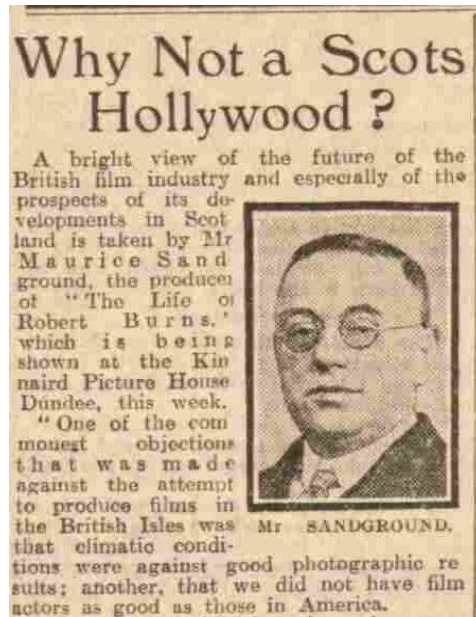 Why Not a Scots
Hollywood ?
A bright view of the future of the
British film industry and especially of the
prospects of its de-
velopments in Scot
land is taken by Mr
Maurice Sand
ground, the producer
of "The Life of
Robert Burns,'
which is being
shown at the Kin
naird Picture House
Dundee, this week.
"One of the com
monest objections
that was made
against the attempt
to produce films in
the British Isles was
that climatic condi-
tions were against good photographic re
sults; another, that we did not have film
actors as good as those in America.
Mr SANDGROUND.